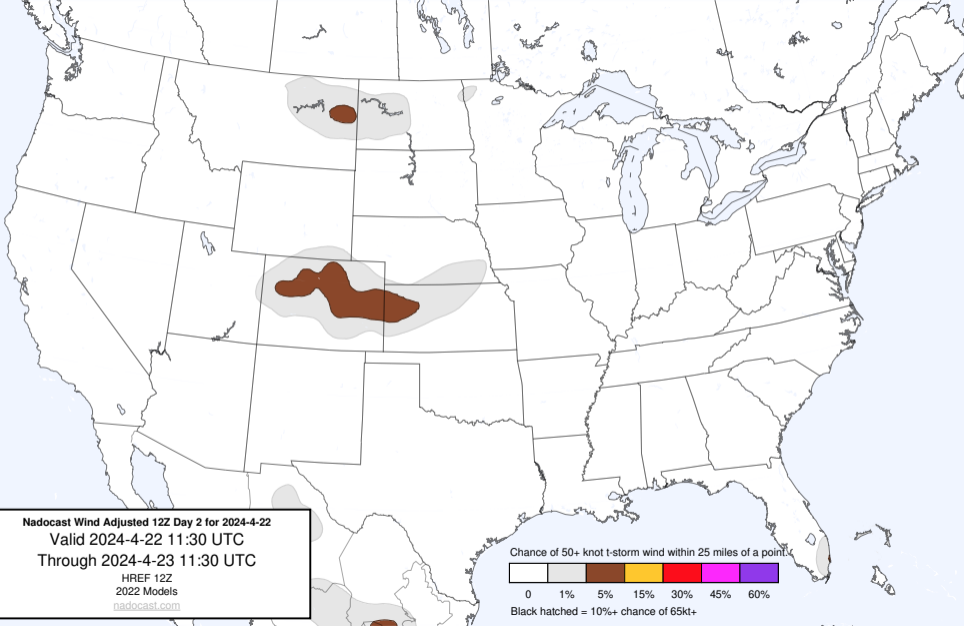 Nadocast Wind Adjusted 12Z Day 2 for 2024-4-22
Valid 2024-4-22 11:30 UTC
Through 2024-4-23 11:30 UTC
HREF 12Z
2022 Models
nadocast.com
Chance of 50+ knot t-storm wind within 25 miles of a point.
0 1% 5% 15% 30% 45% 60%
Black hatched = 10%+ chance of 65kt+